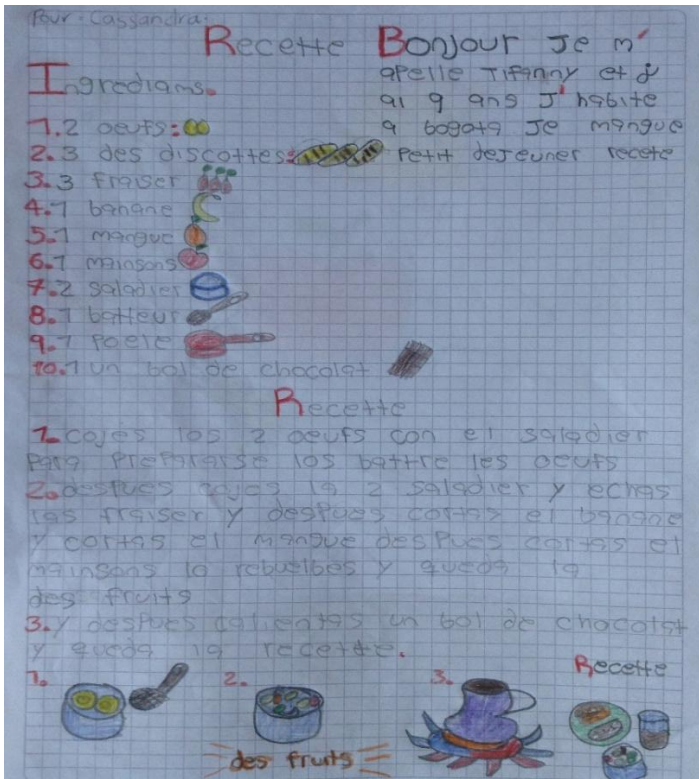 Pour: Cassandra.
Recette
Bonjour Je m'
apelle Tifanny et J'
ai 9 ans J'habite
a bogota Je mangue
Petit dejeuner recete
Ingrediams.
1.2 oeufs:
2.3 des discottes:
3.3 fraiser
4.1 banane
5.1 mangue
6.1 mainsons
7.2 saladier
8.1 batteur
9.1 Poele
10.1 un bol de chocolat
Recette
1. cojes los 2 oeufs con el saladier
Para Prepararse los battre les oeufs
2. despues cojes la 2 saladier y echas
las fraiser y despues cortas el banane
y cortas el mangue despues cortas el
mainsons lo rebuelbes y queda la
des fruits
3. y despues calientas un bol de chocolat
y queda la recette.
1.
2.
3.
Recette
des fruits